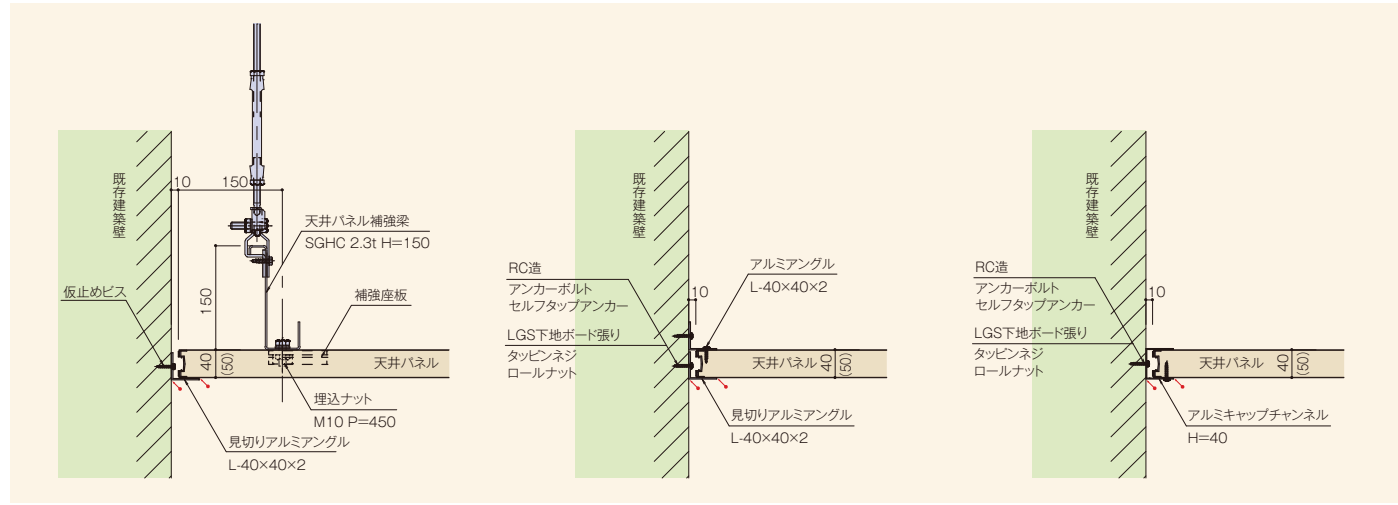 既存建築壁
10
150
天井パネル補強梁
SGHC 2.3t H=150
仮止めビス
150
補強座板
40
(50)
天井パネル
埋込ナット
M10 P=450
見切りアルミアングル
L-40×40×2
既存建築壁
RC造
アンカーボルト
セルフタップアンカー
LGS下地ボード張り
タッピンネジ
ロールナット
10
アルミアングル
L-40×40×2
天井パネル
40
(50)
見切りアルミアングル
L-40×40×2
既存建築壁
RC造
アンカーボルト
セルフタップアンカー
LGS下地ボード張り
タッピンネジ
ロールナット
10
天井パネル
40
(50)
アルミキャップチャンネル
H=40